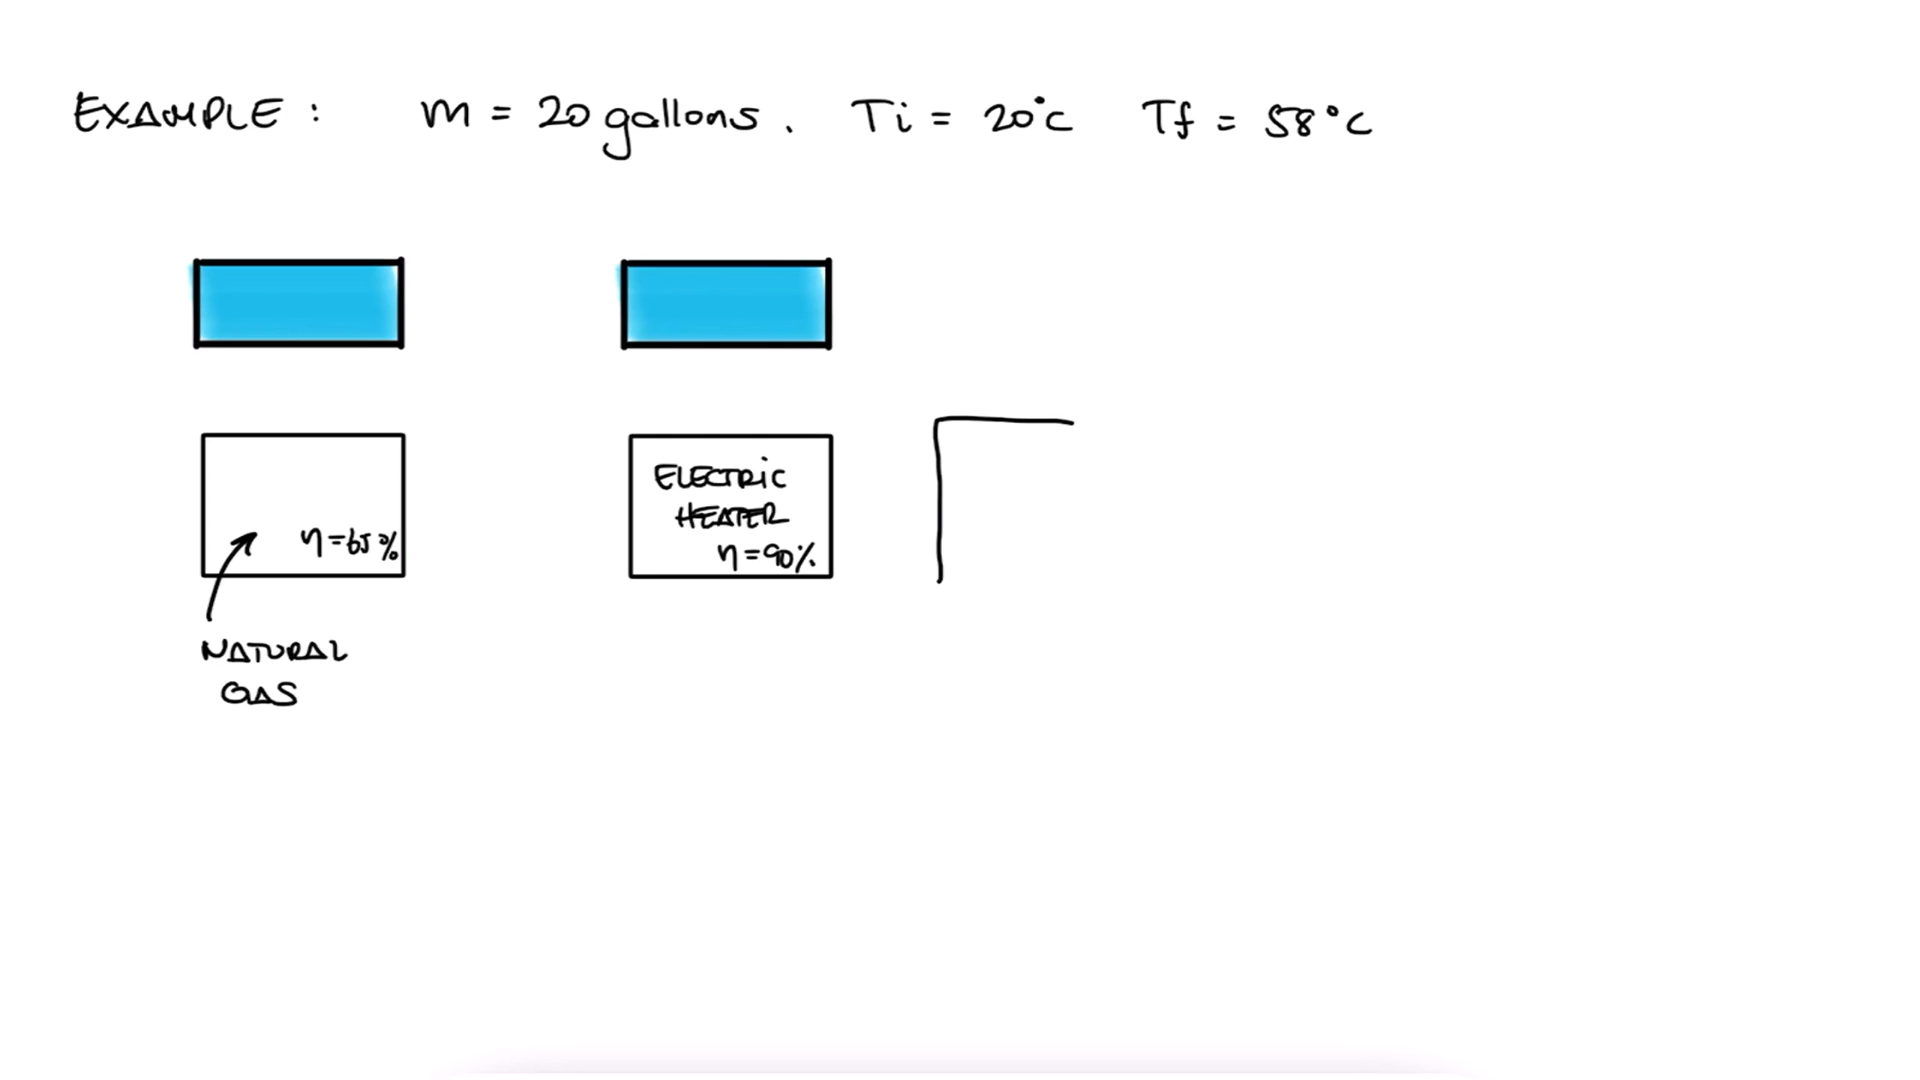 EXAMPLE : m = 20 gallons. Ti = 20°C Tf = 58°C
η=65%
NATURAL
GAS
ELECTRIC
HEATER
η=90%